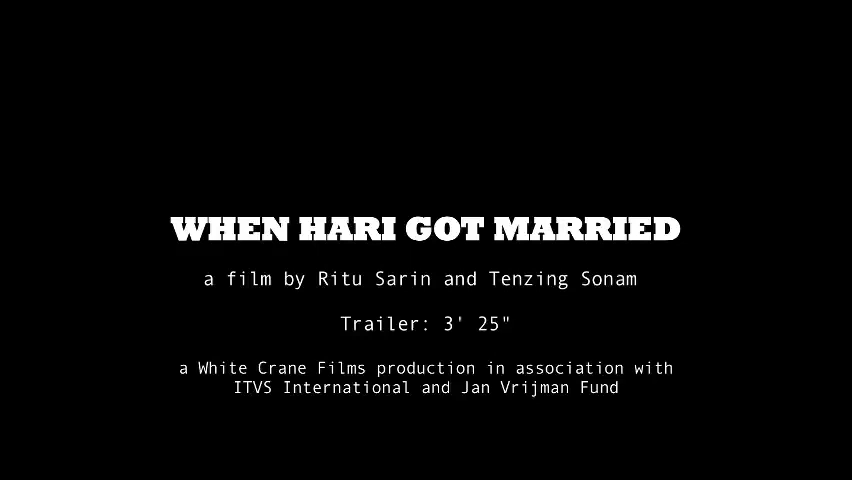 WHEN HARI GOT MARRIED
a film by Ritu Sarin and Tenzing Sonam
Trailer: 3' 25"
a White Crane Films production in association with
ITVS International and Jan Vrijman Fund